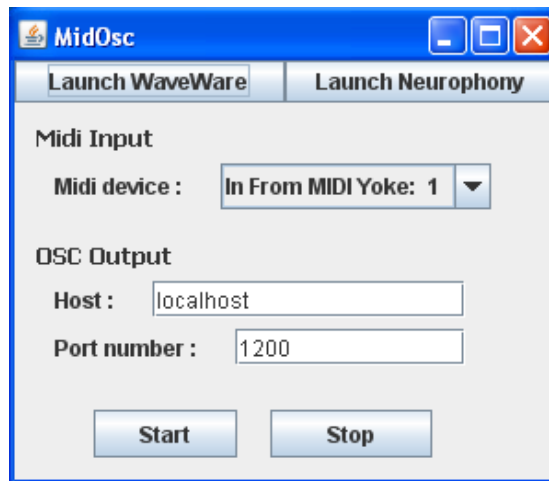 MidOsc
Launch WaveWare Launch Neurophony
Midi Input
Midi device : In From MIDI Yoke: 1
OSC Output
Host : localhost
Port number : 1200
Start Stop